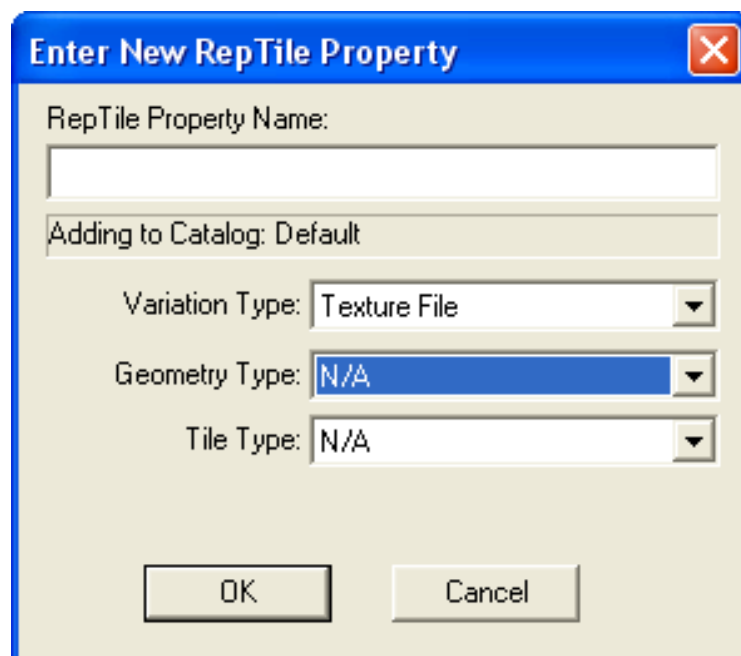 Enter New RepTile Property
RepTile Property Name:
Adding to Catalog: Default
Variation Type: Texture File
Geometry Type: N/A
Tile Type: N/A
OK Cancel